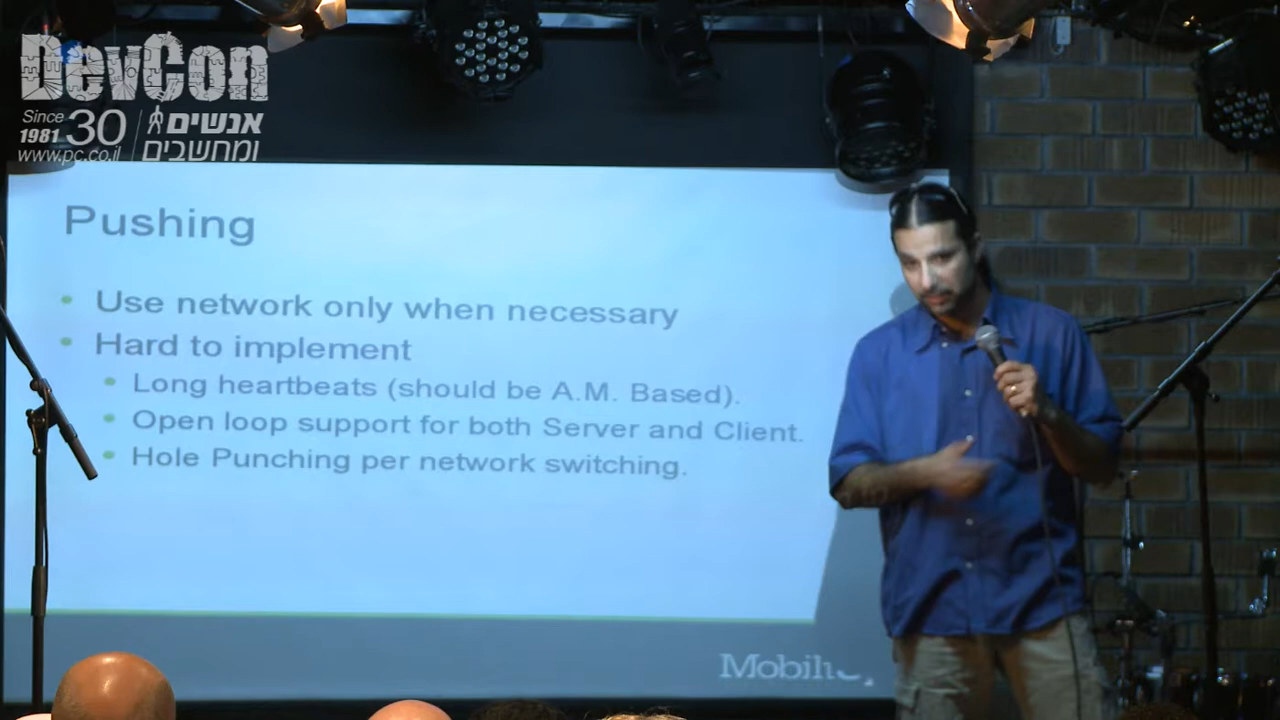 DevCon
Since
1981 30
אנשים
ומחשבים
www.pc.co.il
Pushing
Use network only when necessary
Hard to implement
Long heartbeats (should be A.M. Based).
Open loop support for both Server and Client.
Hole Punching per network switching.